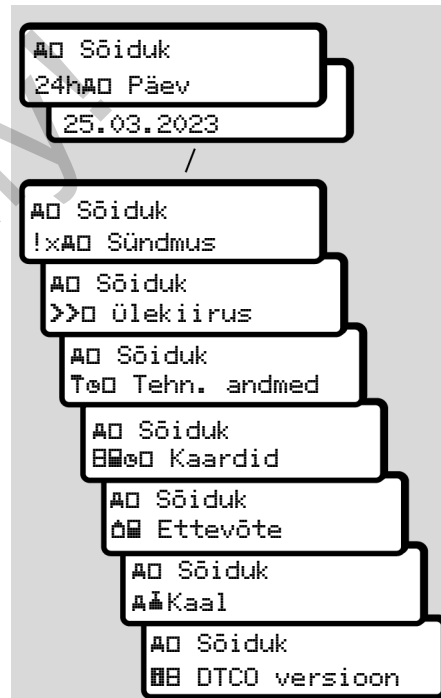 Sõiduk
24h Päev
25.03.2023
/
Sõiduk
!x Sündmus
Sõiduk
>> ülekiirus
Sõiduk
Tehn. andmed
Sõiduk
Kaardid
Sõiduk
Ettevõte
Sõiduk
Kaal
Sõiduk
DTCO versioon
y!